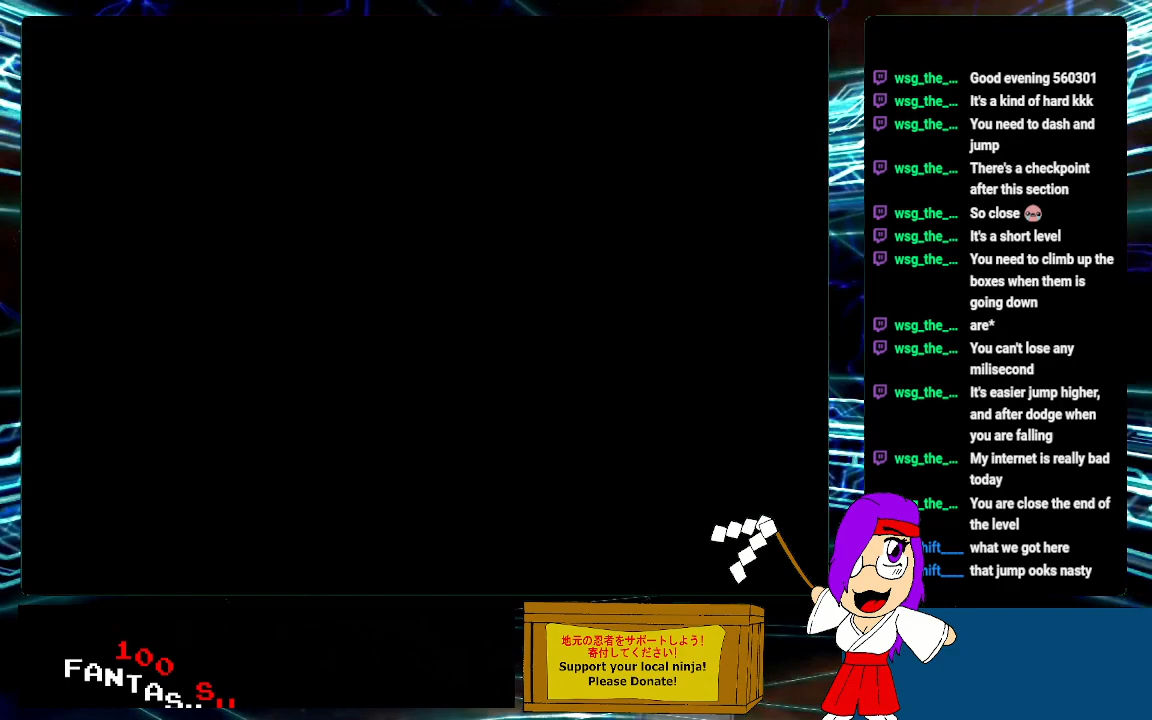 wsg_the_... Good evening 560301
wsg_the_... It's a kind of hard kkk
wsg_the_... You need to dash and
jump
wsg_the_... There's a checkpoint
after this section
wsg_the_... So close
wsg_the_... It's a short level
wsg_the_... You need to climb up the
boxes when them is
going down
wsg_the_... are*
wsg_the_... You can't lose any
milisecond
wsg_the_... It's easier jump higher,
and after dodge when
you are falling
wsg_the_... My internet is really bad
today
_the_... You are close the end of
the level
hift___ what we got here
hift___ that jump ooks nasty
地元の忍者をサポートしよう!
寄付してください!
Support your local ninja!
Please Donate!
100
FANTAS